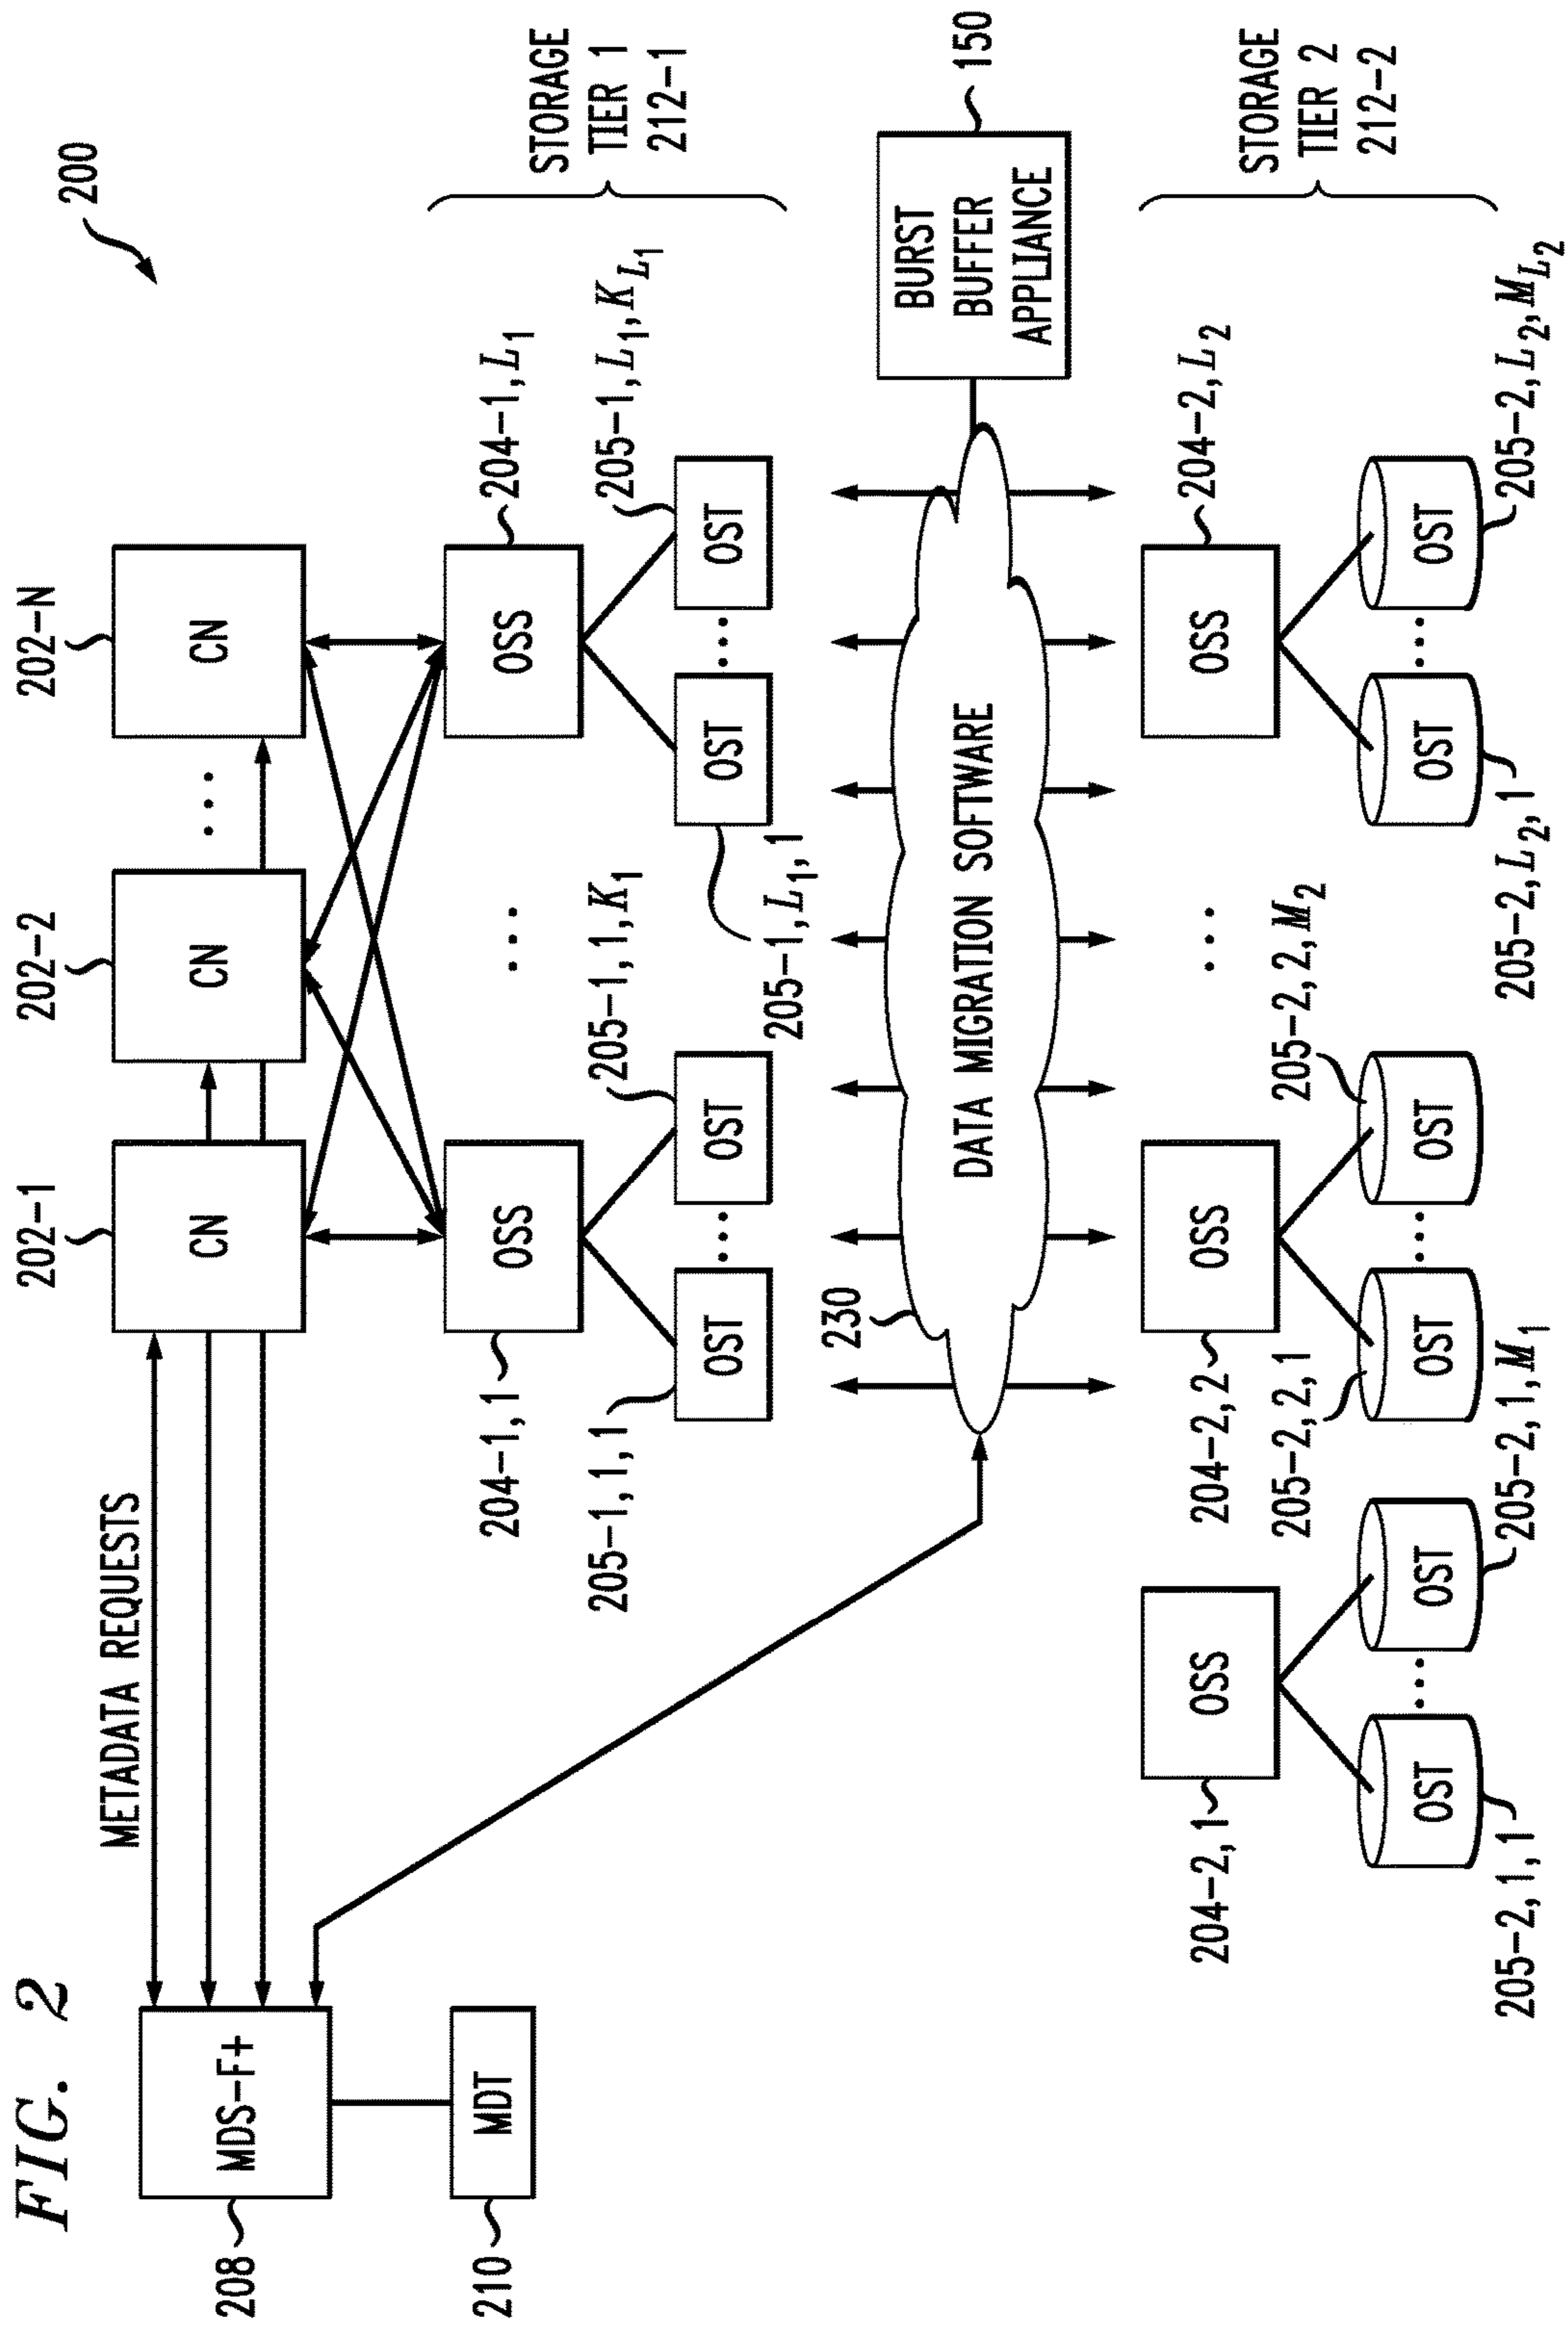 FIG. 2
200
202-1
202-2
202-N
METADATA REQUESTS
MDS-F+
208
MDT
210
CN
CN
...
CN
STORAGE
TIER 1
212-1
OSS
204-1,1
...
OSS
204-1,L₁
205-1,1,1
205-1,1,K₁
205-1,L₁,1
205-1,L₁,K_L₁
OST
...
OST
OST
...
OST
230
DATA MIGRATION SOFTWARE
BURST
BUFFER
APPLIANCE
150
STORAGE
TIER 2
212-2
OSS
204-2,1
OSS
204-2,2
...
OSS
204-2,L₂
205-2,2,1
205-2,2,M₂
OST
...
OST
OST
...
OST
OST
...
OST
205-2,1,1
205-2,1,M₁
205-2,L₂,1
205-2,L₂,M_L₂